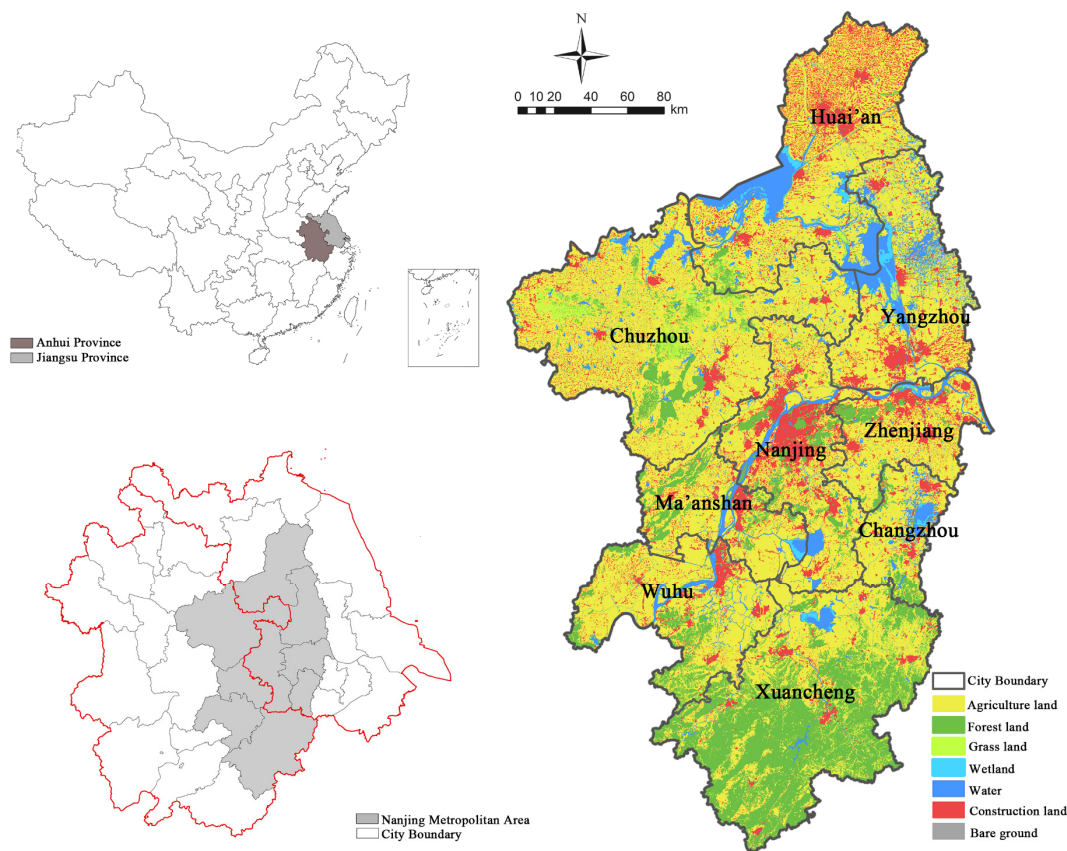 Anhui Province
Jiangsu Province
Nanjing Metropolitan Area
City Boundary
N
0 10 20 40 60 80
km
Huai'an
Yangzhou
Chuzhou
Zhenjiang
Nanjing
Ma'anshan
Changzhou
Wuhu
Xuancheng
City Boundary
Agriculture land
Forest land
Grass land
Wetland
Water
Construction land
Bare ground